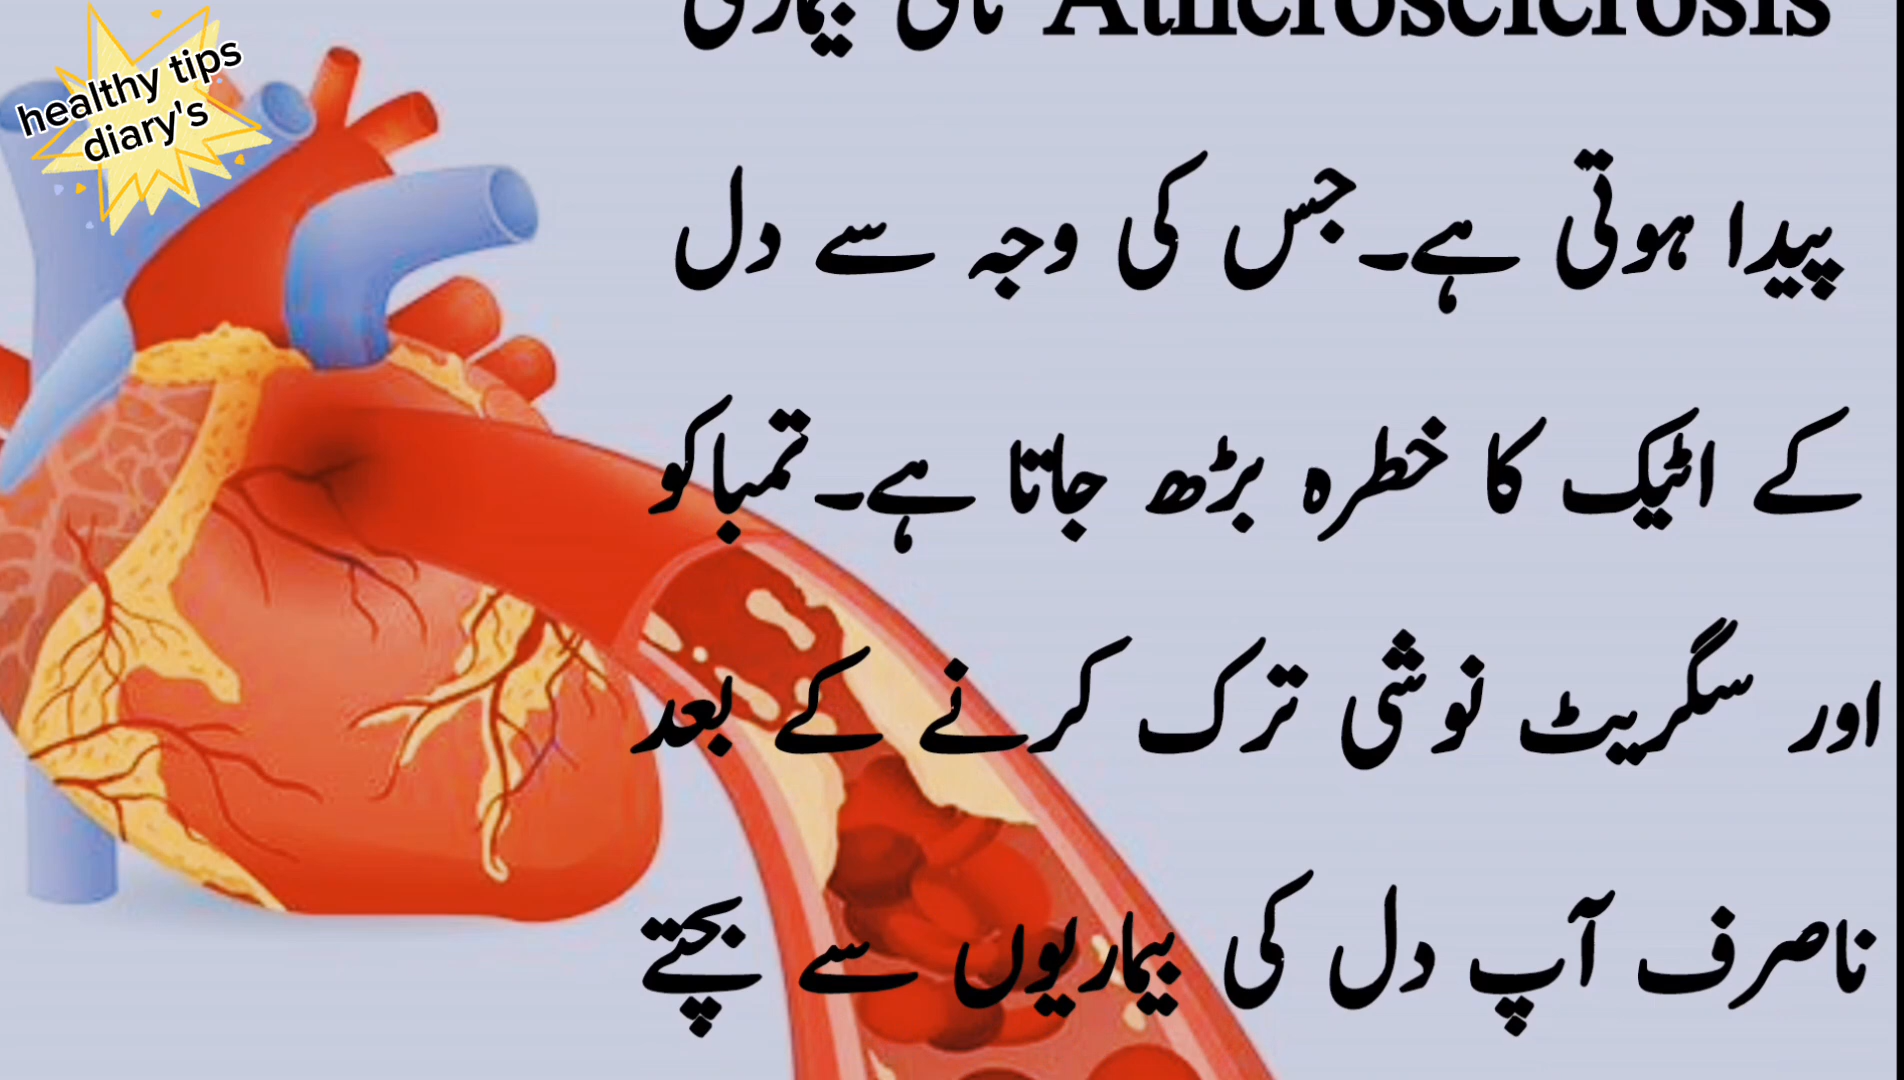 healthy tips
diary's
Atherosclerosis نامی بیماری
پیدا ہوتی ہے۔جس کی وجہ سے دل
کے اٹیک کا خطرہ بڑھ جاتا ہے۔تمباکو
اور سگریٹ نوشی ترک کرنے کے بعد
ناصرف آپ دل کی بیماریوں سے بچتے